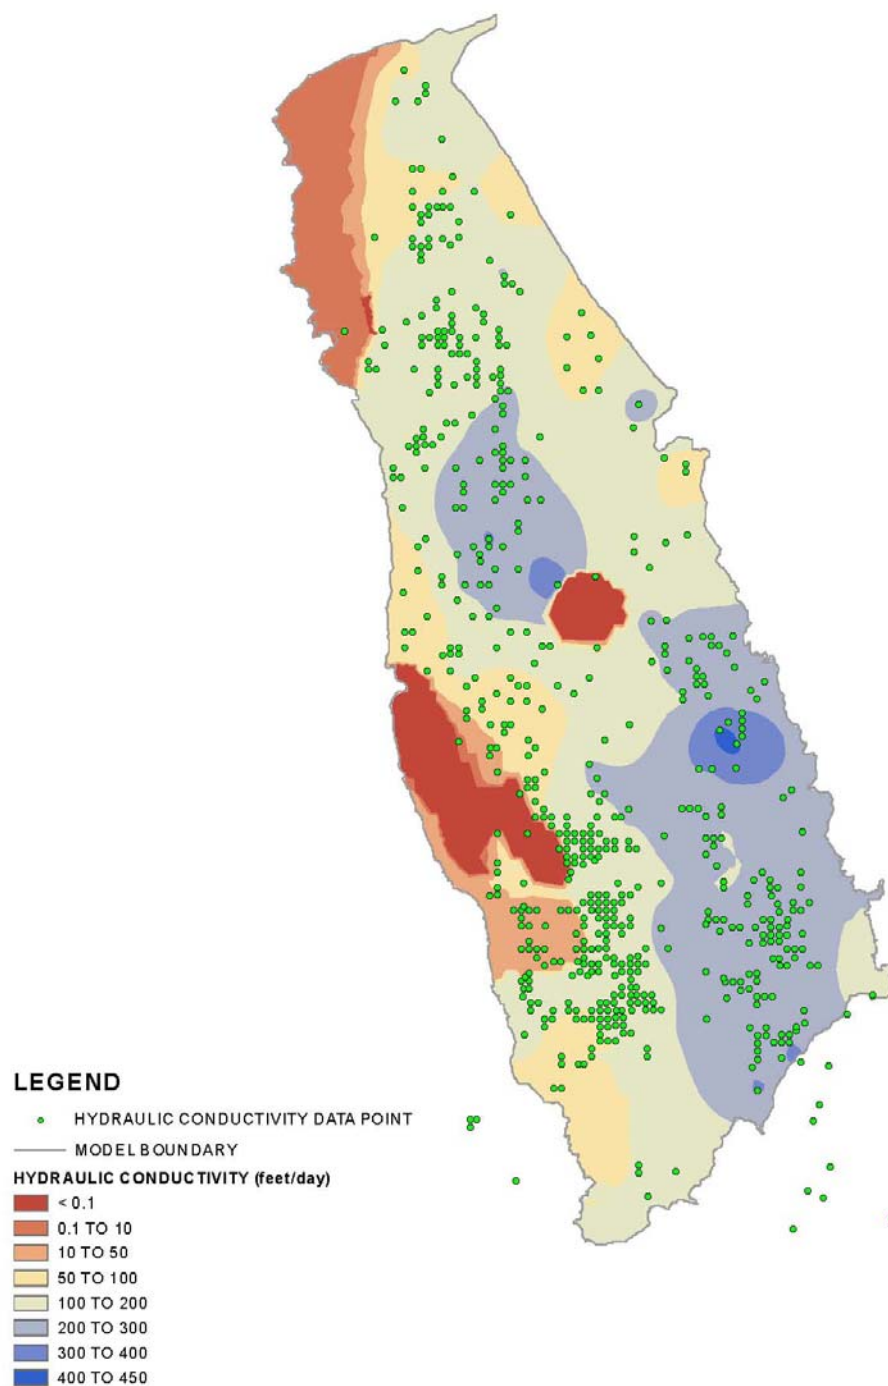 LEGEND
HYDRAULIC CONDUCTIVITY DATA POINT
MODEL BOUNDARY
HYDRAULIC CONDUCTIVITY (feet/day)
< 0.1
0.1 TO 10
10 TO 50
50 TO 100
100 TO 200
200 TO 300
300 TO 400
400 TO 450